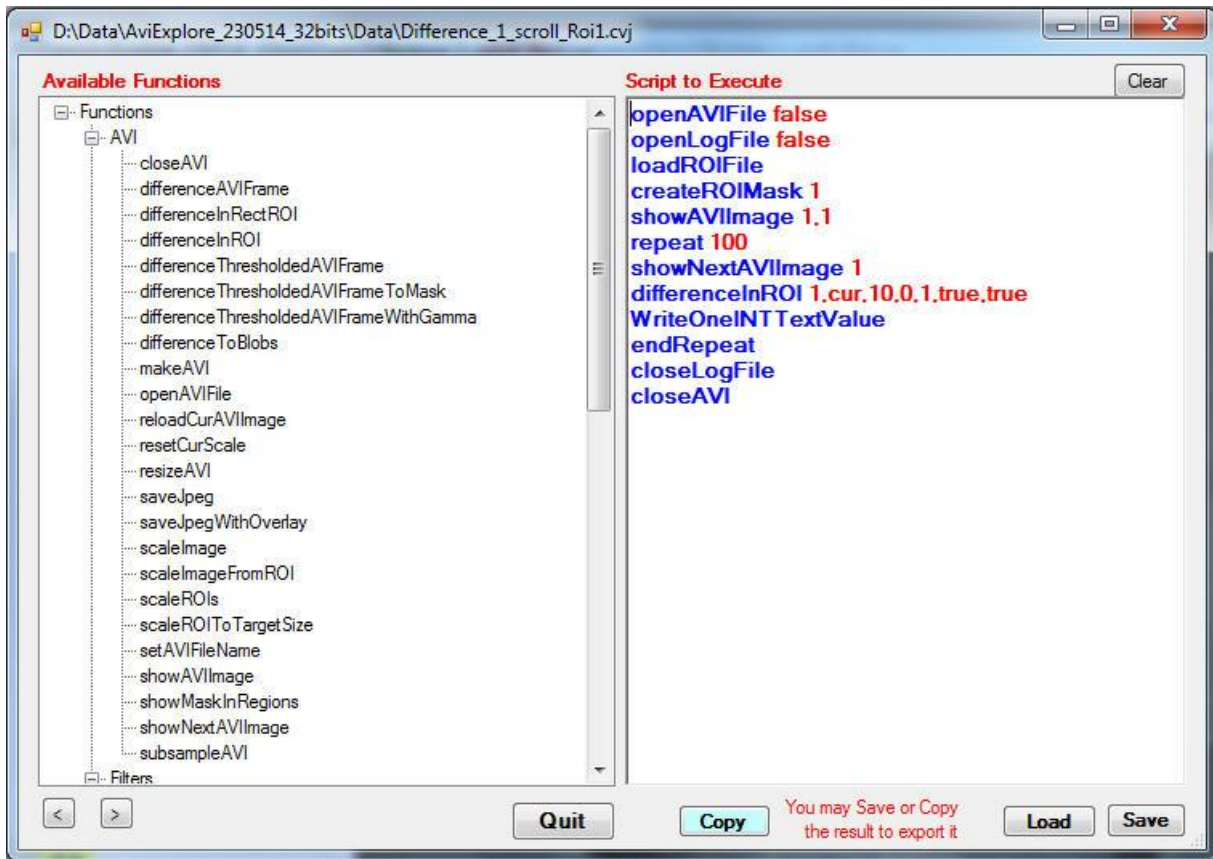 D:\Data\AviExplore_230514_32bits\Data\Difference_1_scroll_Roi1.cvj
Available Functions
Functions
AVI
closeAVI
differenceAVIFrame
differenceInRectROI
differenceInROI
differenceThresholdedAVIFrame
differenceThresholdedAVIFrameToMask
differenceThresholdedAVIFrameWithGamma
differenceToBlobs
makeAVI
openAVIFile
reloadCurAVIImage
resetCurScale
resizeAVI
saveJpeg
saveJpegWithOverlay
scaleImage
scaleImageFromROI
scaleROIs
scaleROIToTargetSize
setAVIFileName
showAVIImage
showMaskInRegions
showNextAVIImage
subsampleAVI
Filters
Script to Execute
Clear
openAVIFile false
openLogFile false
loadROIFile
createROIMask 1
showAVIImage 1,1
repeat 100
showNextAVIImage 1
differenceInROI 1,cur,10,0,1,true,true
WriteOneINTTextValue
endRepeat
closeLogFile
closeAVI
<
>
Quit
Copy
You may Save or Copy
the result to export it
Load
Save